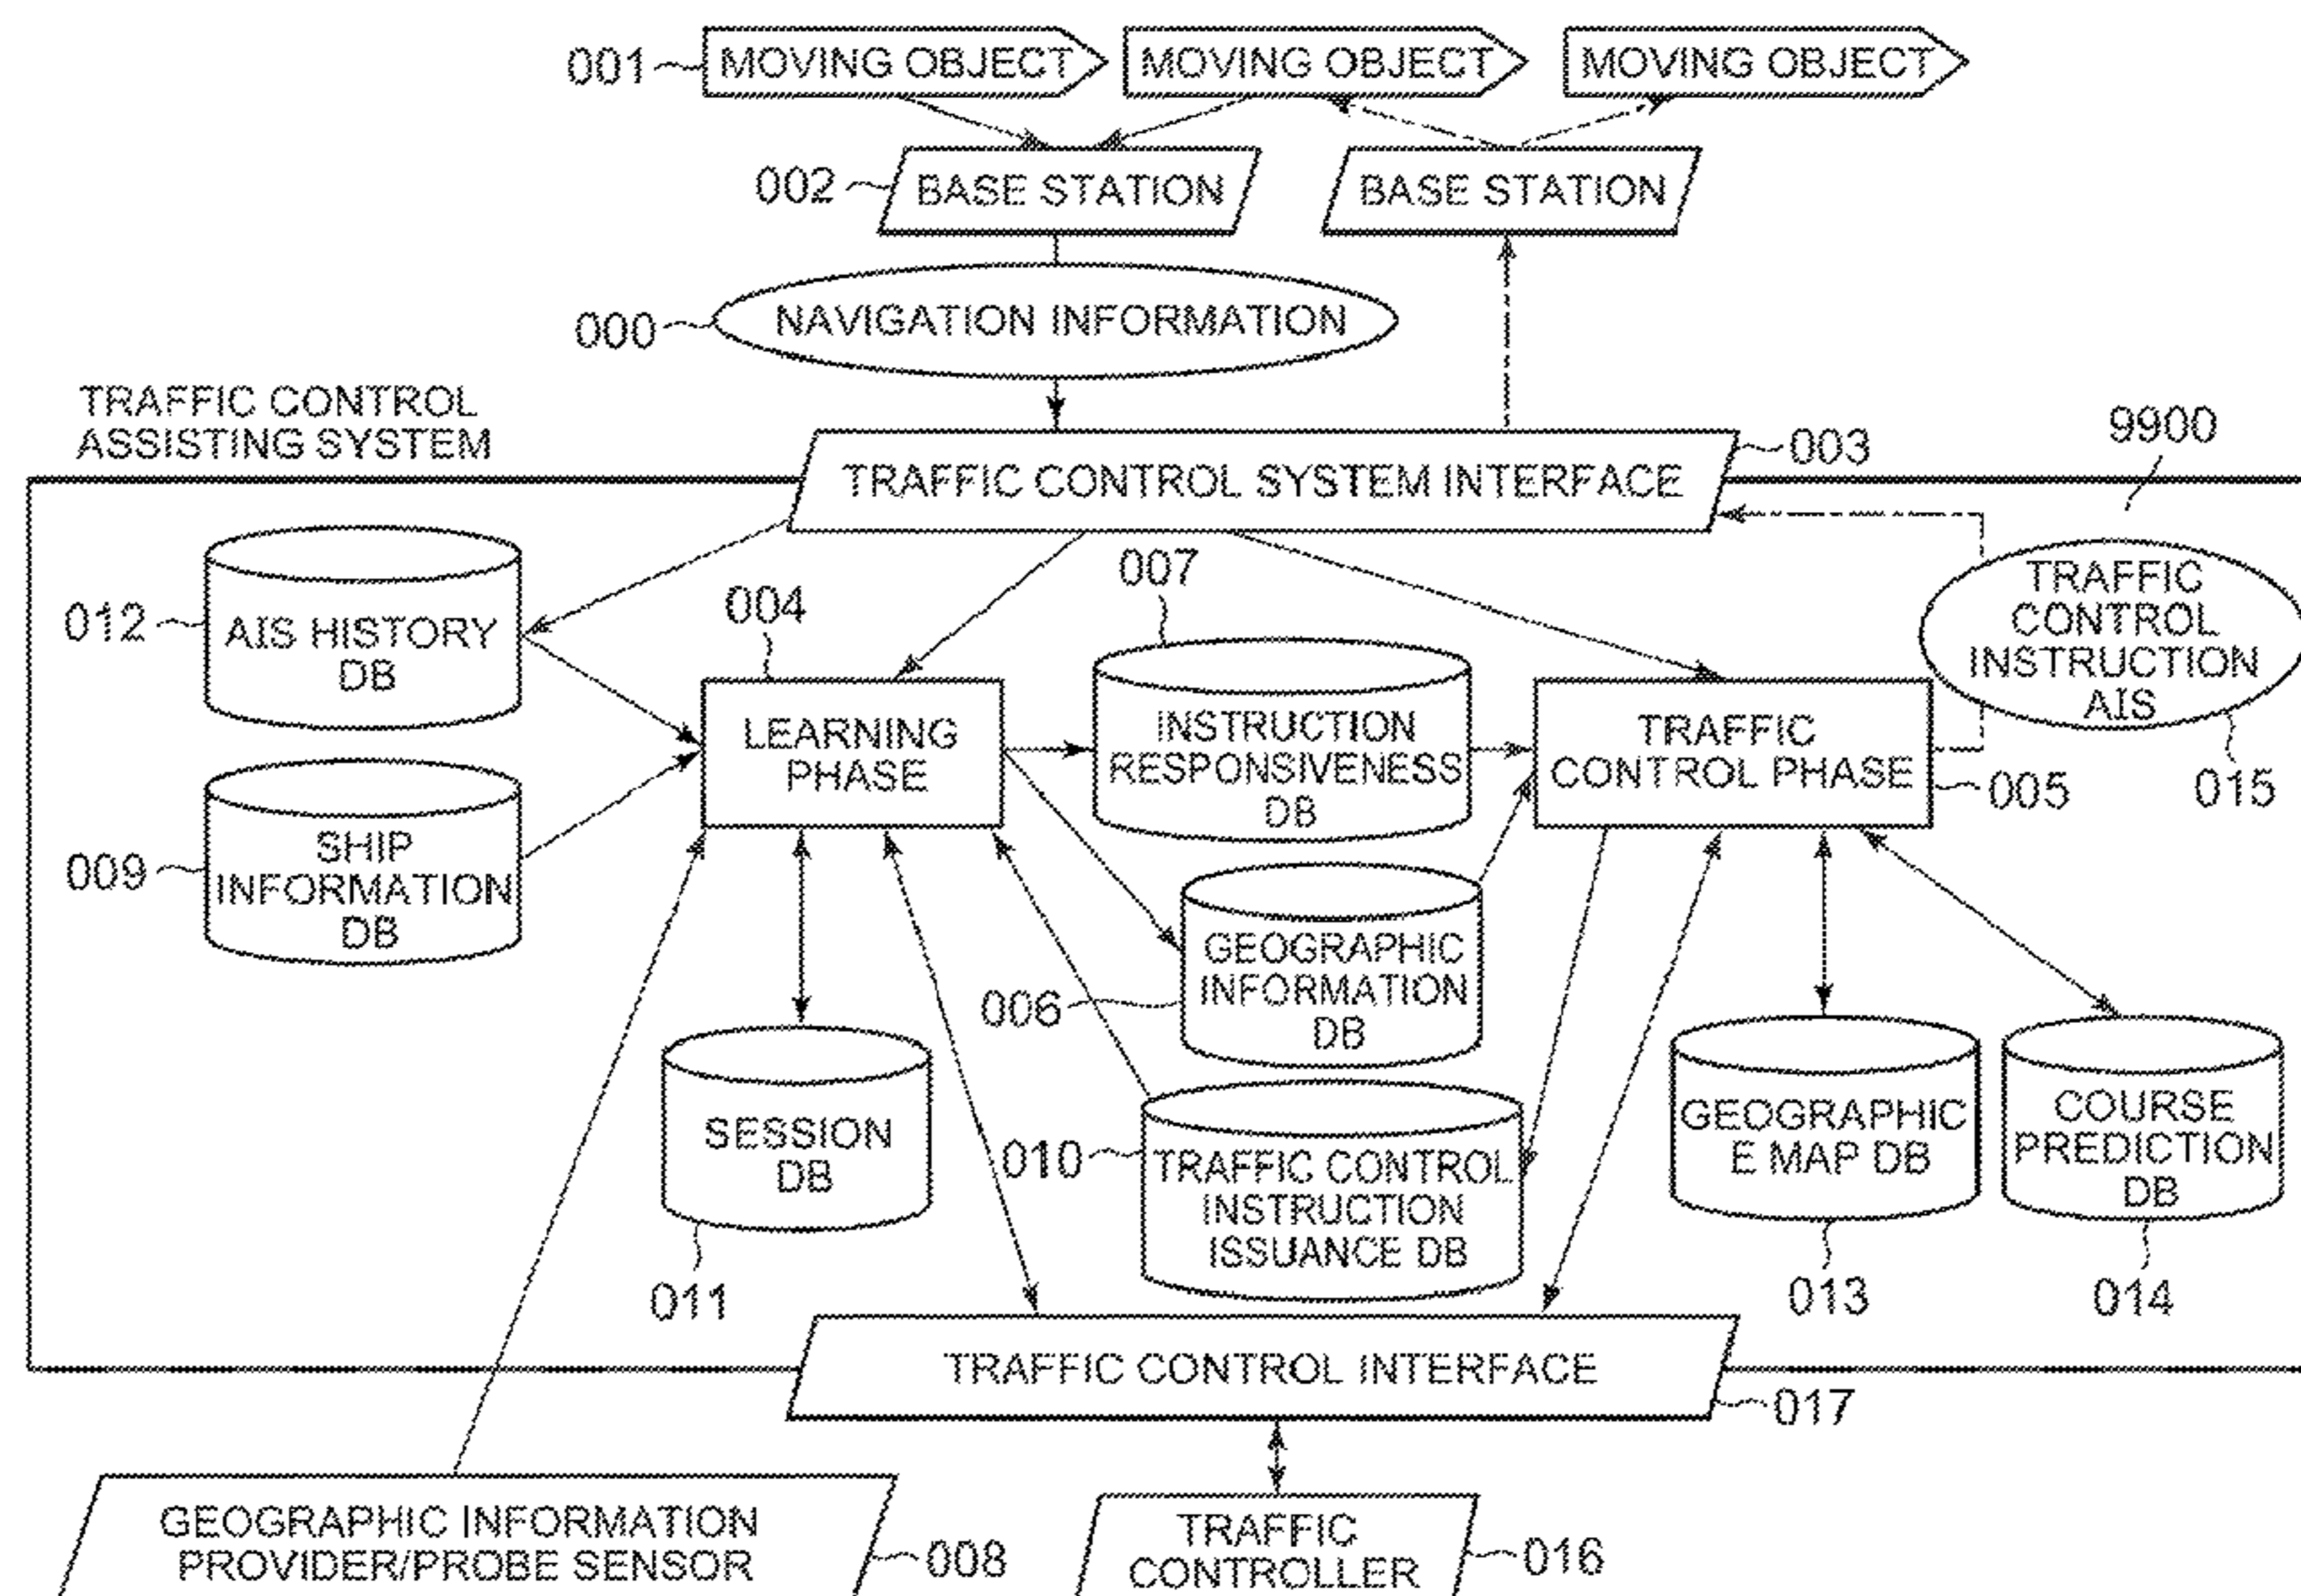 001
MOVING OBJECT
MOVING OBJECT
MOVING OBJECT
002
BASE STATION
BASE STATION
000
NAVIGATION INFORMATION
TRAFFIC CONTROL
ASSISTING SYSTEM
003
9900
TRAFFIC CONTROL SYSTEM INTERFACE
012
AIS HISTORY
DB
004
LEARNING
PHASE
007
INSTRUCTION
RESPONSIVENESS
DB
TRAFFIC
CONTROL PHASE
005
TRAFFIC
CONTROL
INSTRUCTION
AIS
015
009
SHIP
INFORMATION
DB
006
GEOGRAPHIC
INFORMATION
DB
SESSION
DB
011
010
TRAFFIC CONTROL
INSTRUCTION
ISSUANCE DB
GEOGRAPHIC
E MAP DB
013
COURSE
PREDICTION
DB
014
TRAFFIC CONTROL INTERFACE
017
GEOGRAPHIC INFORMATION
PROVIDER/PROBE SENSOR
008
TRAFFIC
CONTROLLER
016